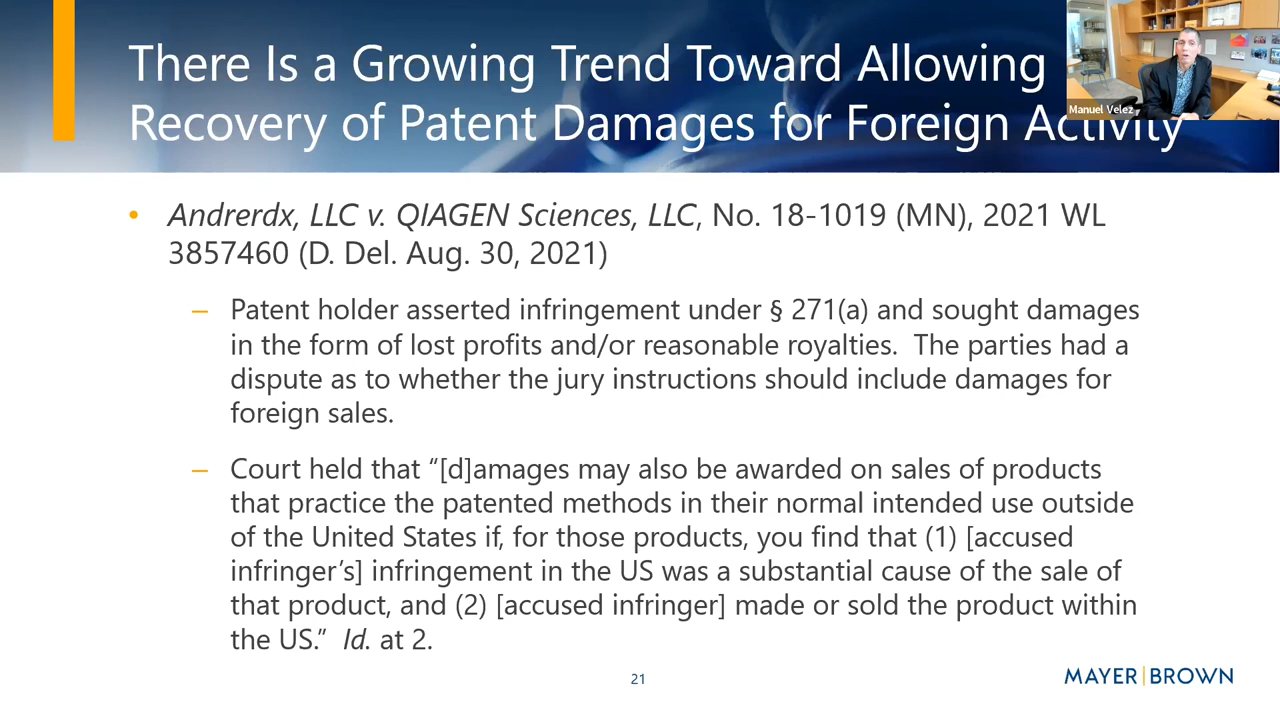 There Is a Growing Trend Toward Allowing
Recovery of Patent Damages for Foreign Activity
Manuel Velez
• Andrerdx, LLC v. QIAGEN Sciences, LLC, No. 18-1019 (MN), 2021 WL
3857460 (D. Del. Aug. 30, 2021)
– Patent holder asserted infringement under § 271(a) and sought damages
in the form of lost profits and/or reasonable royalties. The parties had a
dispute as to whether the jury instructions should include damages for
foreign sales.
– Court held that “[d]amages may also be awarded on sales of products
that practice the patented methods in their normal intended use outside
of the United States if, for those products, you find that (1) [accused
infringer’s] infringement in the US was a substantial cause of the sale of
that product, and (2) [accused infringer] made or sold the product within
the US.” Id. at 2.
21
MAYER|BROWN